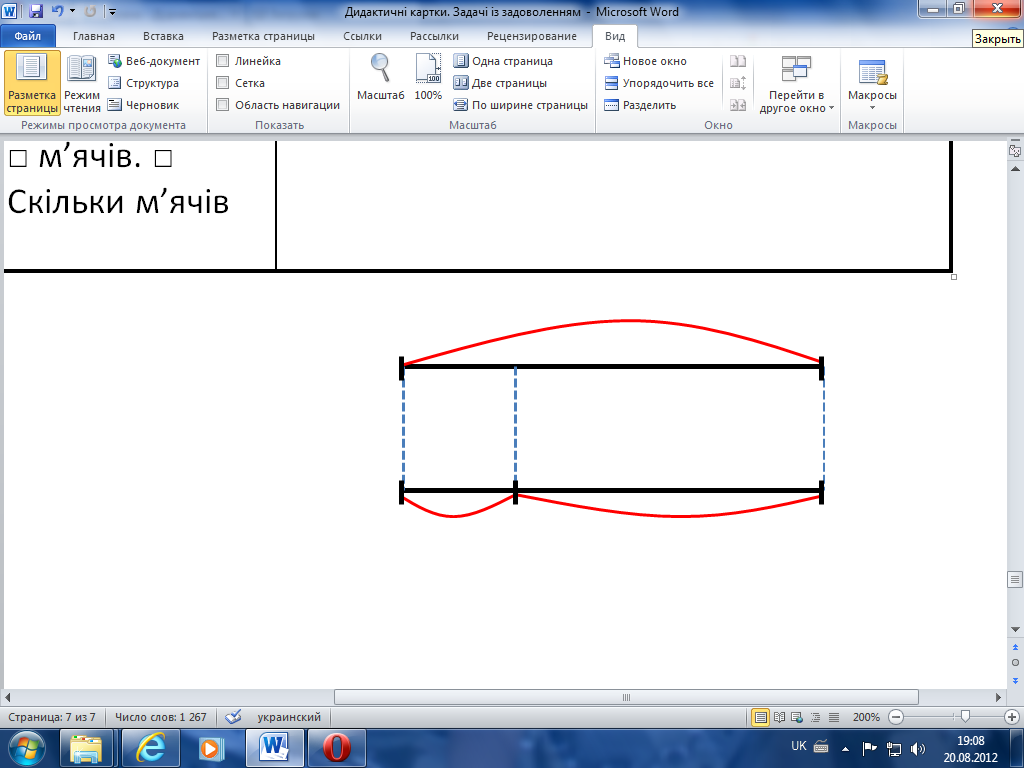 Дидактичні картки. Задачі із задоволенням - Microsoft Word
Файл Главная Вставка Разметка страницы Ссылки Рассылки Рецензирование Вид
Закрыть
Разметка страницы
Режим чтения
Веб-документ
Структура
Черновик
Режимы просмотра документа
Линейка
Сетка
Область навигации
Показать
Масштаб
100%
Одна страница
Две страницы
По ширине страницы
Масштаб
Новое окно
Упорядочить все
Разделить
Перейти в другое окно
Окно
Макросы
Макросы
□ м’ячів. □
Скільки м’ячів
Страница: 7 из 7 Число слов: 1 267 украинский 200%
UK 19:08
20.08.2012